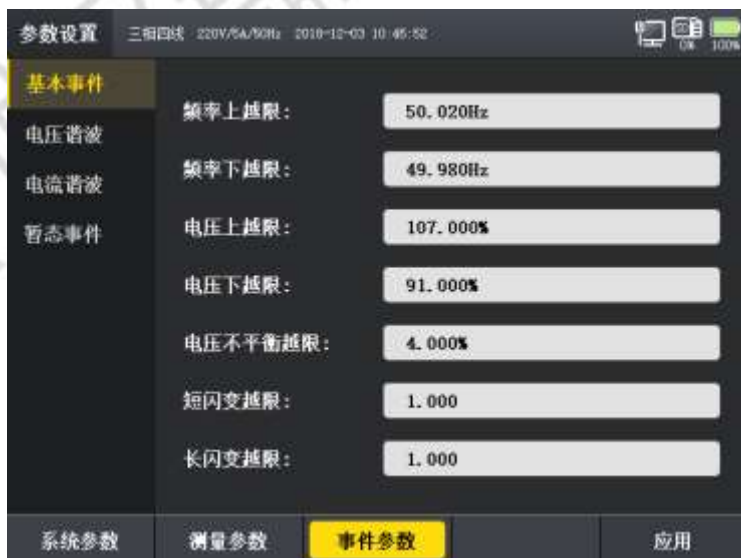 参数设置 三相四线 220V/5A/50Hz 2018-12-03 10:45:52 0% 100%
基本事件
电压谐波
电流谐波
暂态事件
频率上越限： 50.020Hz
频率下越限： 49.980Hz
电压上越限： 107.000%
电压下越限： 91.000%
电压不平衡越限： 4.000%
短闪变越限： 1.000
长闪变越限： 1.000
系统参数 测量参数 事件参数 应用